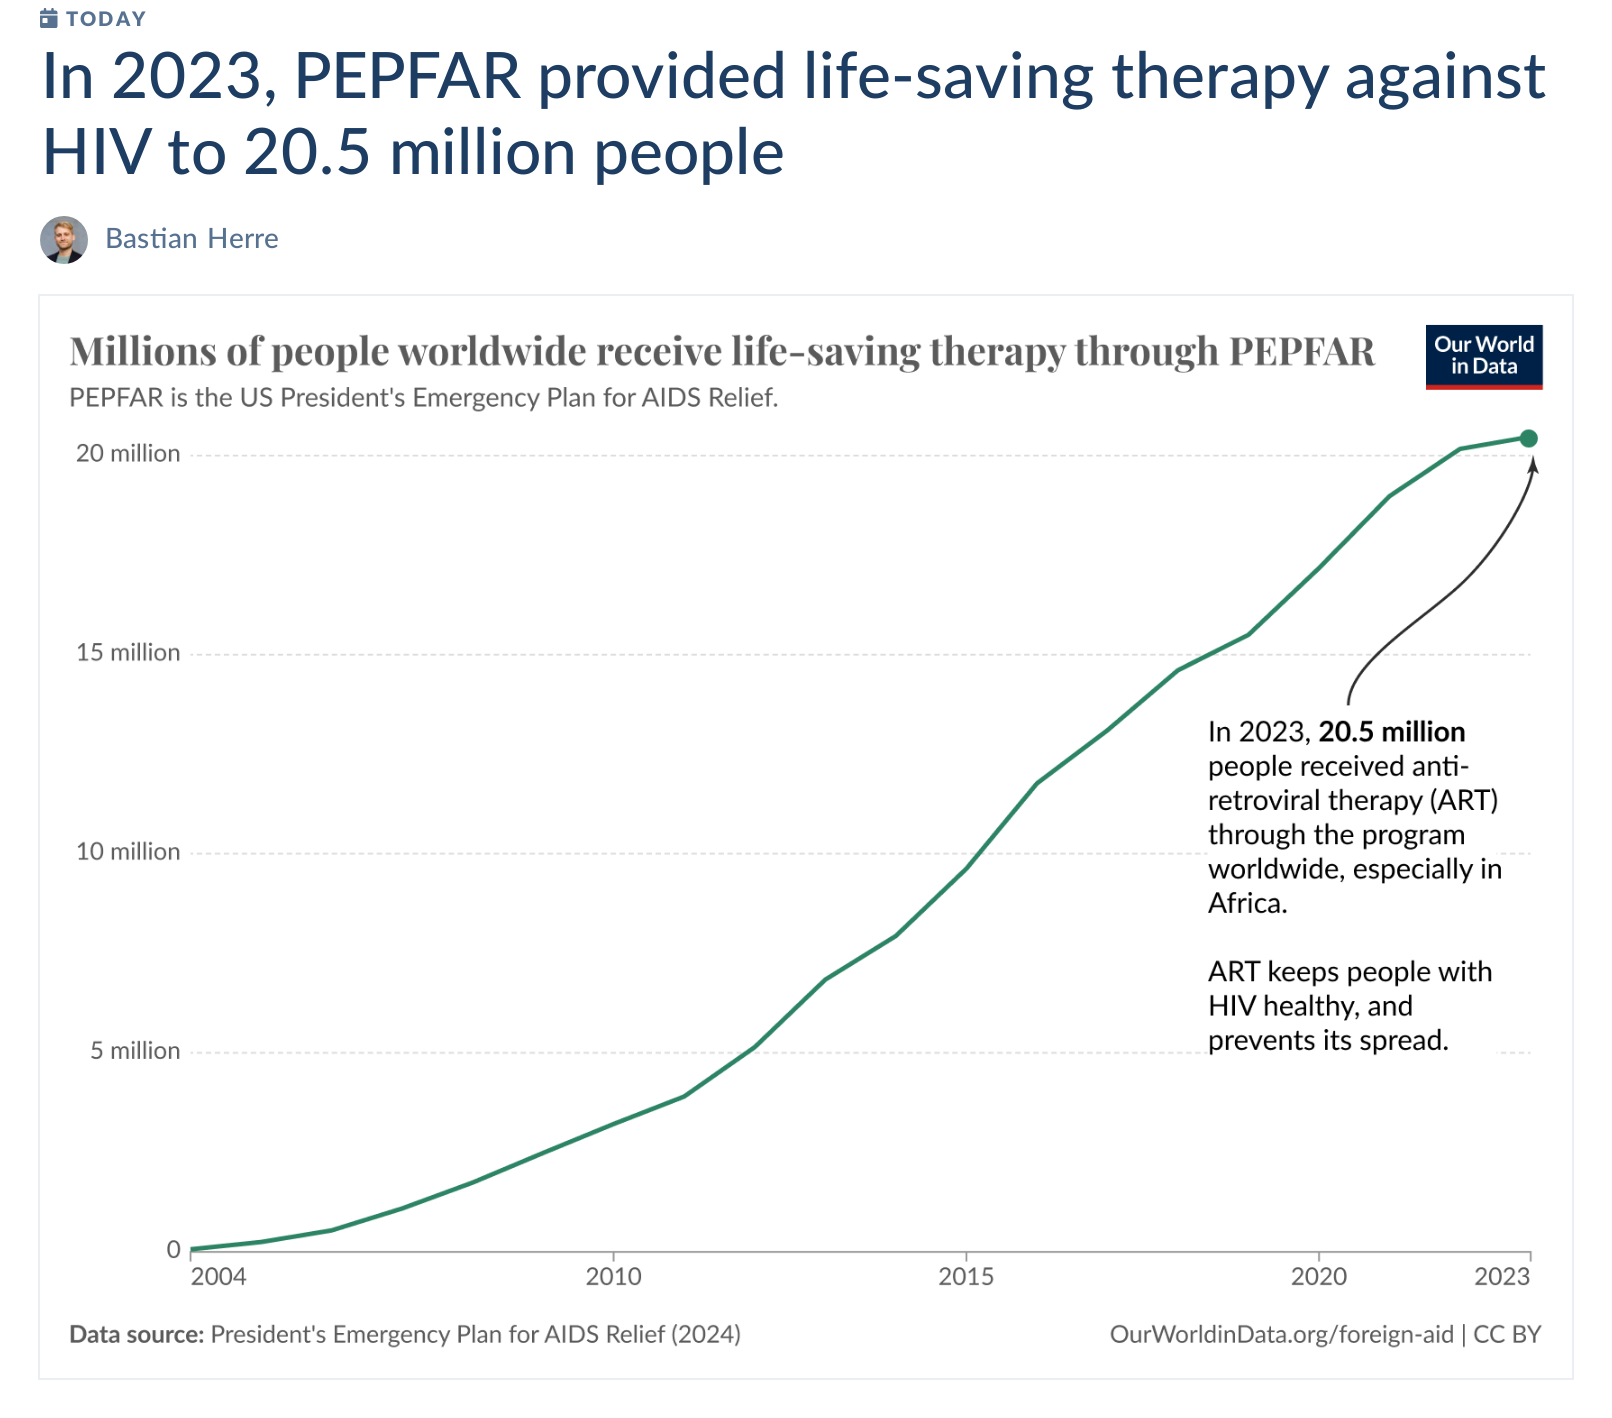 TODAY
In 2023, PEPFAR provided life-saving therapy against
HIV to 20.5 million people
Bastian Herre
Millions of people worldwide receive life-saving therapy through PEPFAR
Our World
in Data
PEPFAR is the US President's Emergency Plan for AIDS Relief.
20 million
15 million
10 million
5 million
0
In 2023, 20.5 million
people received anti-
retroviral therapy (ART)
through the program
worldwide, especially in
Africa.
ART keeps people with
HIV healthy, and
prevents its spread.
2004
2010
2015
2020
2023
Data source: President's Emergency Plan for AIDS Relief (2024)
OurWorldinData.org/foreign-aid | CC BY